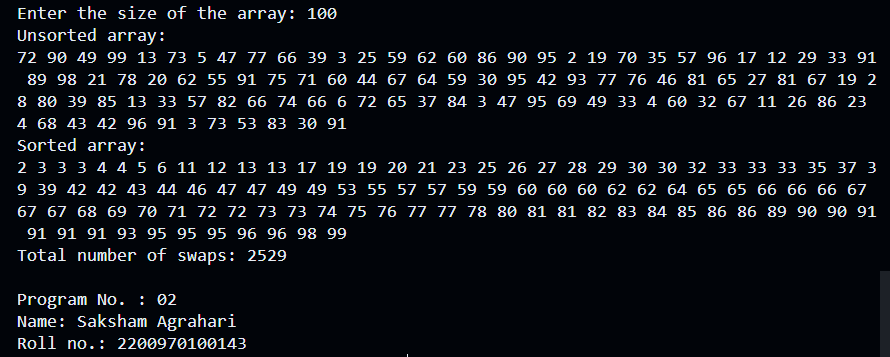 Enter the size of the array: 100
Unsorted array:
72 90 49 99 13 73 5 47 77 66 39 3 25 59 62 60 86 90 95 2 19 70 35 57 96 17 12 29 33 91
89 98 21 78 20 62 55 91 75 71 60 44 67 64 59 30 95 42 93 77 76 46 81 65 27 81 67 19 2
8 80 39 85 13 33 57 82 66 74 66 6 72 65 37 84 3 47 95 69 49 33 4 60 32 67 11 26 86 23
4 68 43 42 96 91 3 73 53 83 30 91
Sorted array:
2 3 3 3 4 4 5 6 11 12 13 13 17 19 19 20 21 23 25 26 27 28 29 30 30 32 33 33 33 35 37 3
9 39 42 42 43 44 46 47 47 49 49 53 55 57 57 59 59 60 60 60 62 62 64 65 65 66 66 66 67
67 67 68 69 70 71 72 72 73 73 74 75 76 77 77 78 80 81 81 82 83 84 85 86 86 89 90 90 91
91 91 91 93 95 95 95 96 96 98 99
Total number of swaps: 2529
Program No. : 02
Name: Saksham Agrahari
Roll no.: 2200970100143